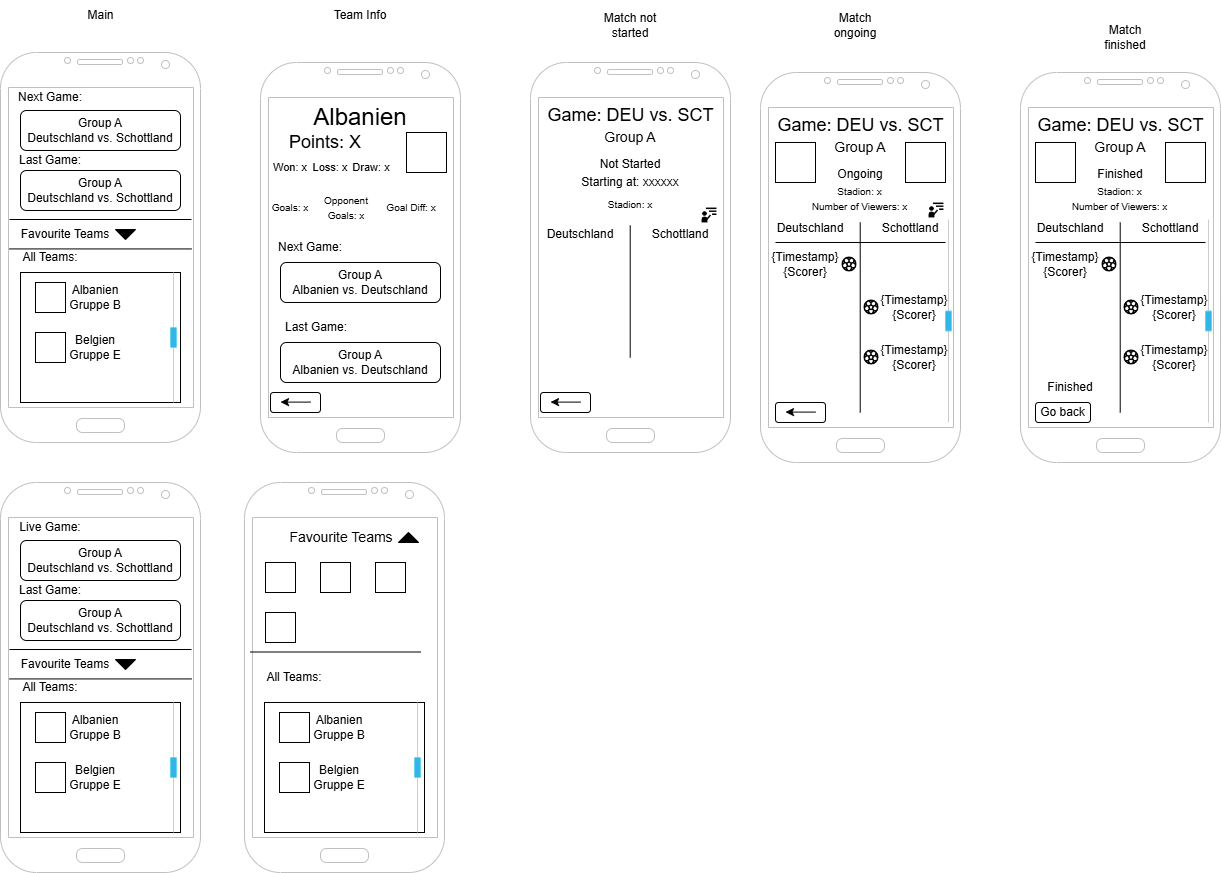 Main
Next Game:
Group A
Deutschland vs. Schottland
Last Game:
Group A
Deutschland vs. Schottland
Favourite Teams
All Teams:
Albanien
Gruppe B
Belgien
Gruppe E
Team Info
Albanien
Points: X
Won: x Loss: x Draw: x
Goals: x
Opponent
Goals: x
Goal Diff: x
Next Game:
Group A
Albanien vs. Deutschland
Last Game:
Group A
Albanien vs. Deutschland
Match not
started
Game: DEU vs. SCT
Group A
Not Started
Starting at: xxxxxx
Stadion: x
Deutschland
Schottland
Match
ongoing
Game: DEU vs. SCT
Group A
Ongoing
Stadion: x
Number of Viewers: x
Deutschland
Schottland
{Timestamp}
{Scorer}
{Timestamp}
{Scorer}
{Timestamp}
{Scorer}
Match
finished
Game: DEU vs. SCT
Group A
Finished
Stadion: x
Number of Viewers: x
Deutschland
Schottland
{Timestamp}
{Scorer}
{Timestamp}
{Scorer}
{Timestamp}
{Scorer}
Finished
Go back
Live Game:
Group A
Deutschland vs. Schottland
Last Game:
Group A
Deutschland vs. Schottland
Favourite Teams
All Teams:
Albanien
Gruppe B
Belgien
Gruppe E
Favourite Teams
All Teams:
Albanien
Gruppe B
Belgien
Gruppe E